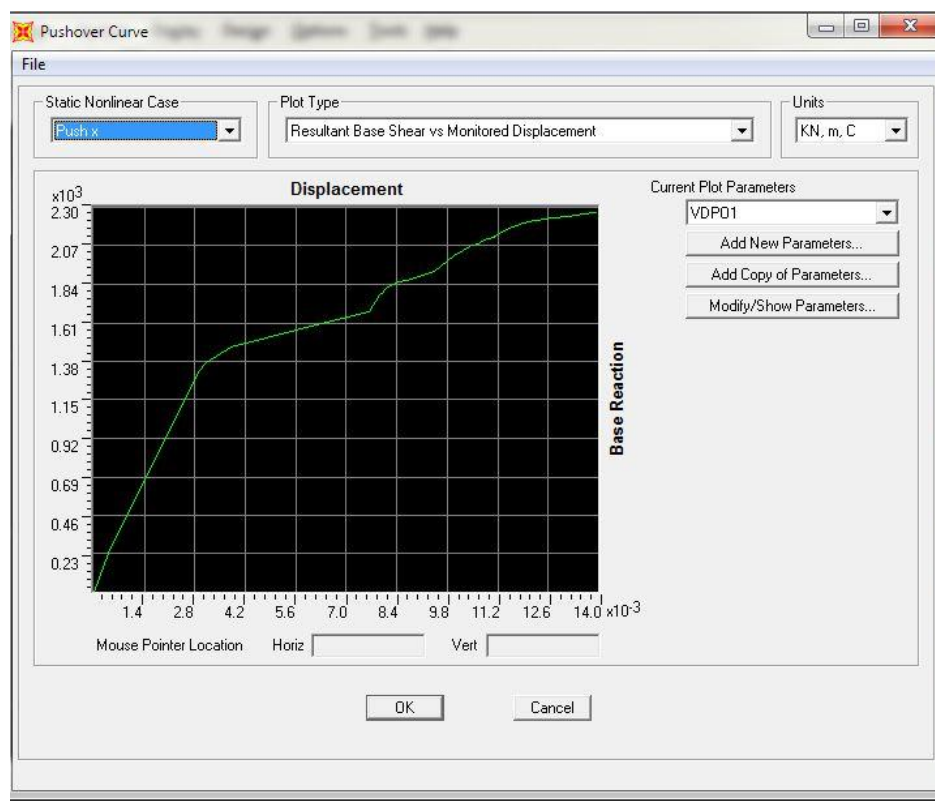 Pushover Curve
File
Static Nonlinear Case
Plot Type
Units
Push x
Resultant Base Shear vs Monitored Displacement
KN, m, C
x10³
Displacement
2.30
2.07
1.84
1.61
1.38
1.15
0.92
0.69
0.46
0.23
1.4 2.8 4.2 5.6 7.0 8.4 9.8 11.2 12.6 14.0 x10⁻³
Base Reaction
Current Plot Parameters
VDPO1
Add New Parameters...
Add Copy of Parameters...
Modify/Show Parameters...
Mouse Pointer Location Horiz Vert
OK Cancel